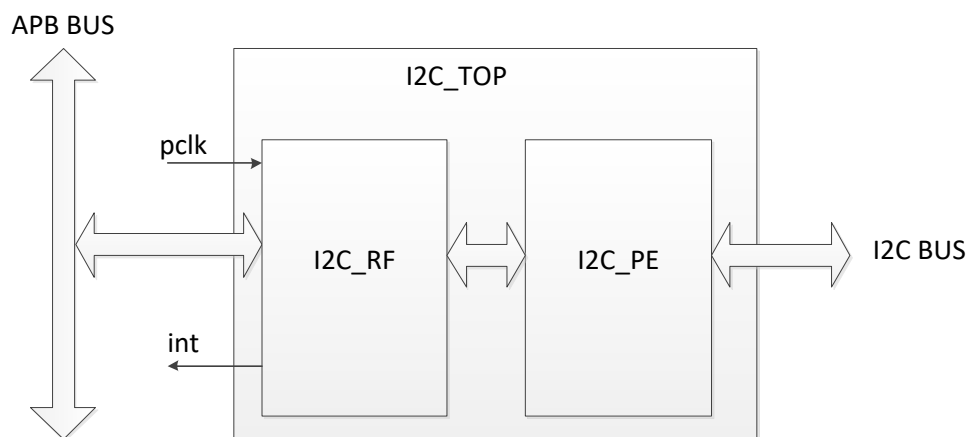 APB BUS
I2C_TOP
pclk
I2C_RF
I2C_PE
I2C BUS
int